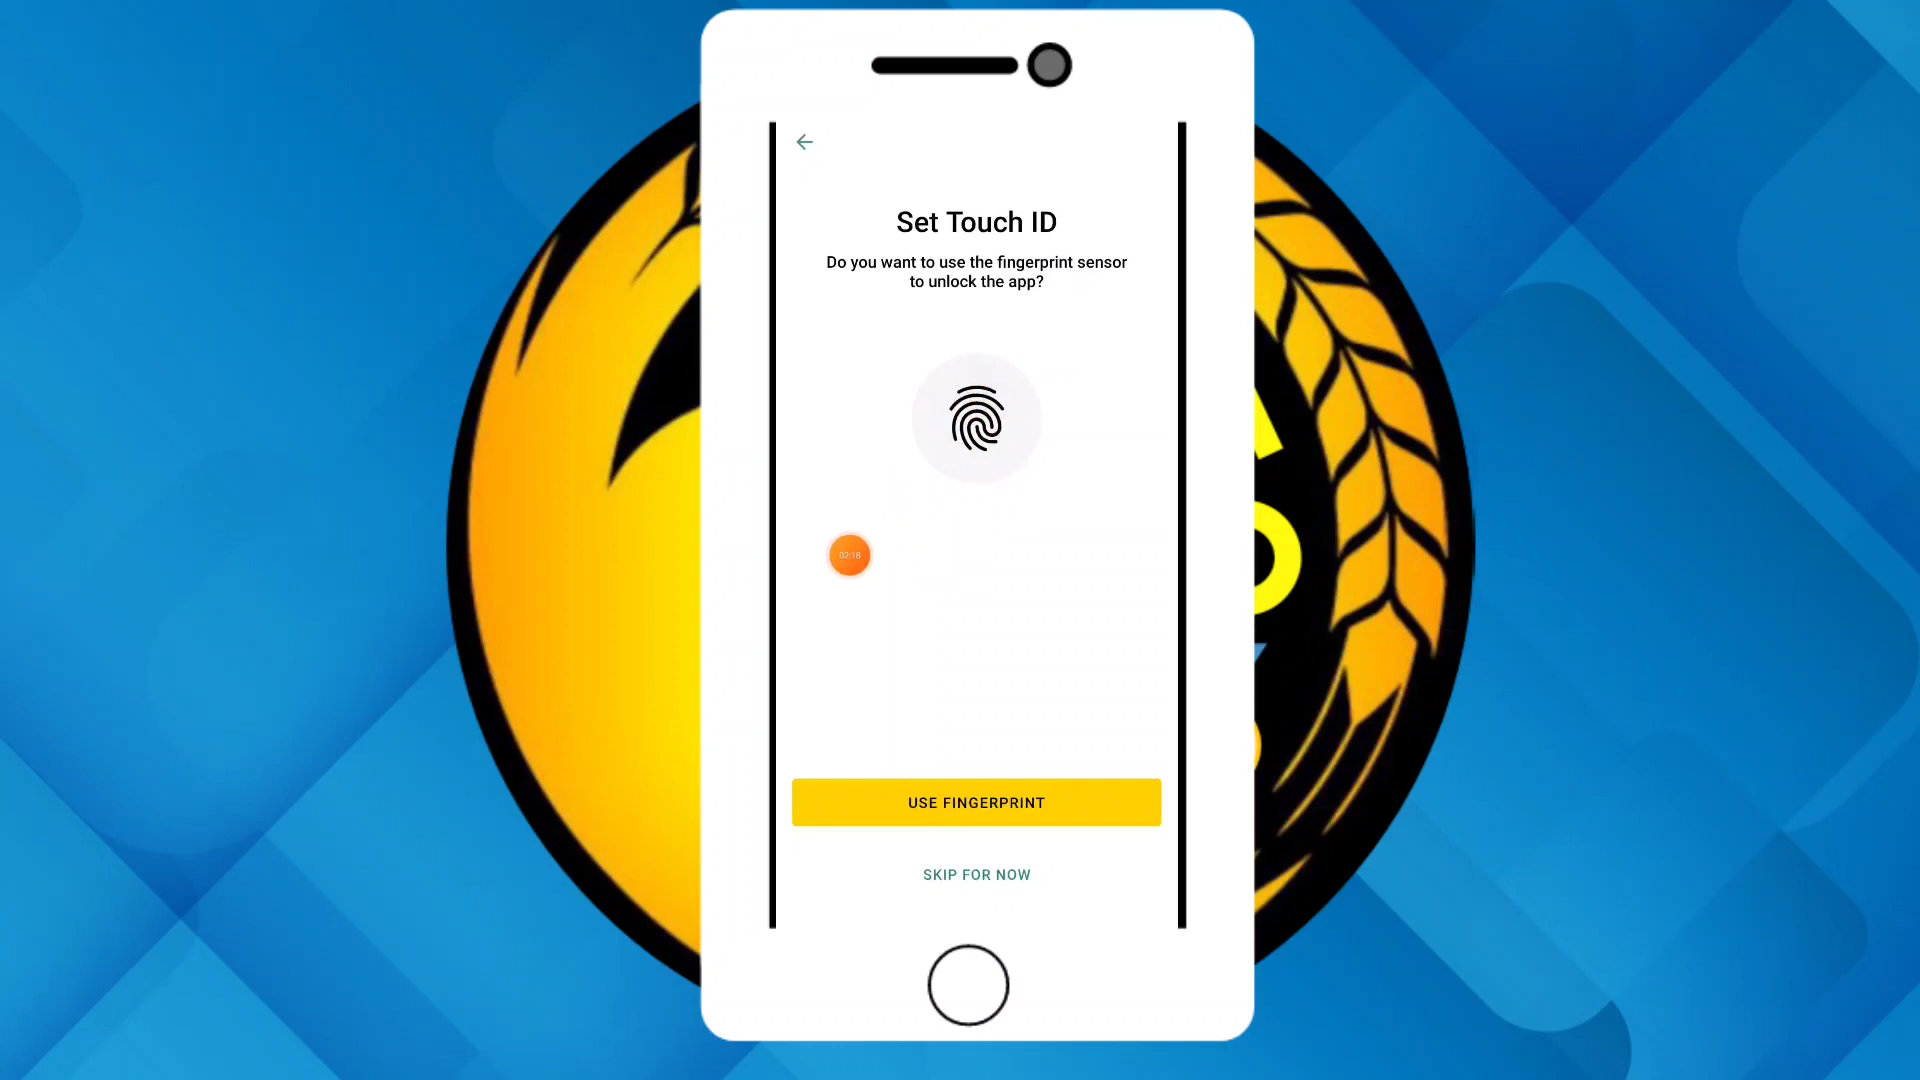 Set Touch ID
Do you want to use the fingerprint sensor
to unlock the app?
02:18
USE FINGERPRINT
SKIP FOR NOW